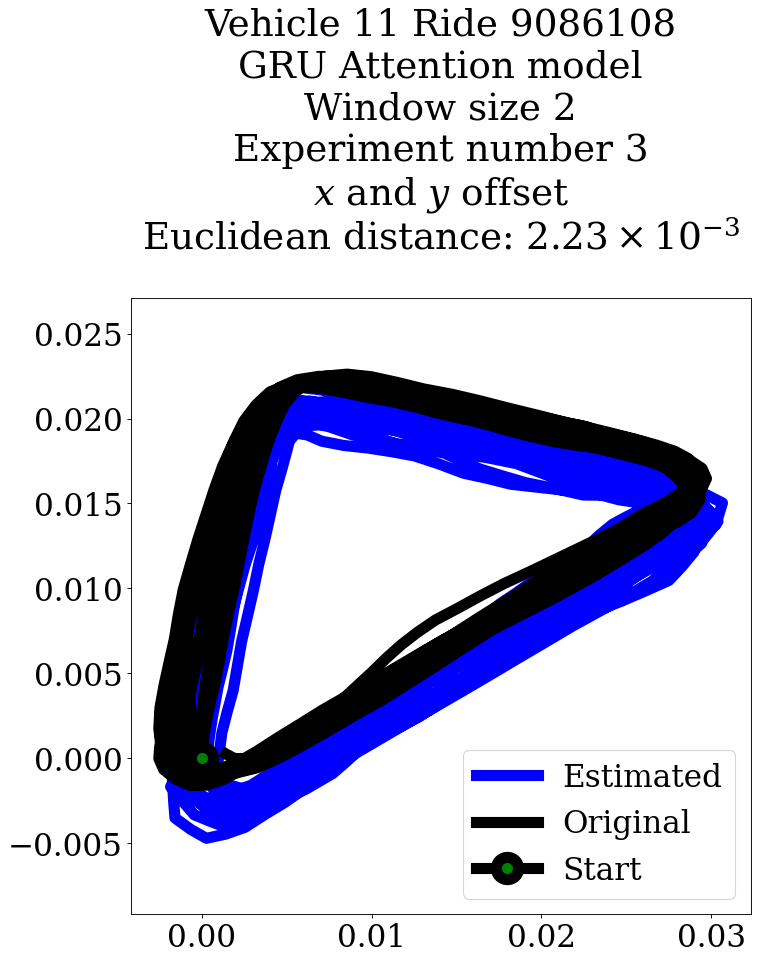 Vehicle 11 Ride 9086108
GRU Attention model
Window size 2
Experiment number 3
x and y offset
Euclidean distance: 2.23 × 10⁻³
0.025
0.020
0.015
0.010
0.005
0.000
−0.005
Estimated
Original
Start
0.00 0.01 0.02 0.03